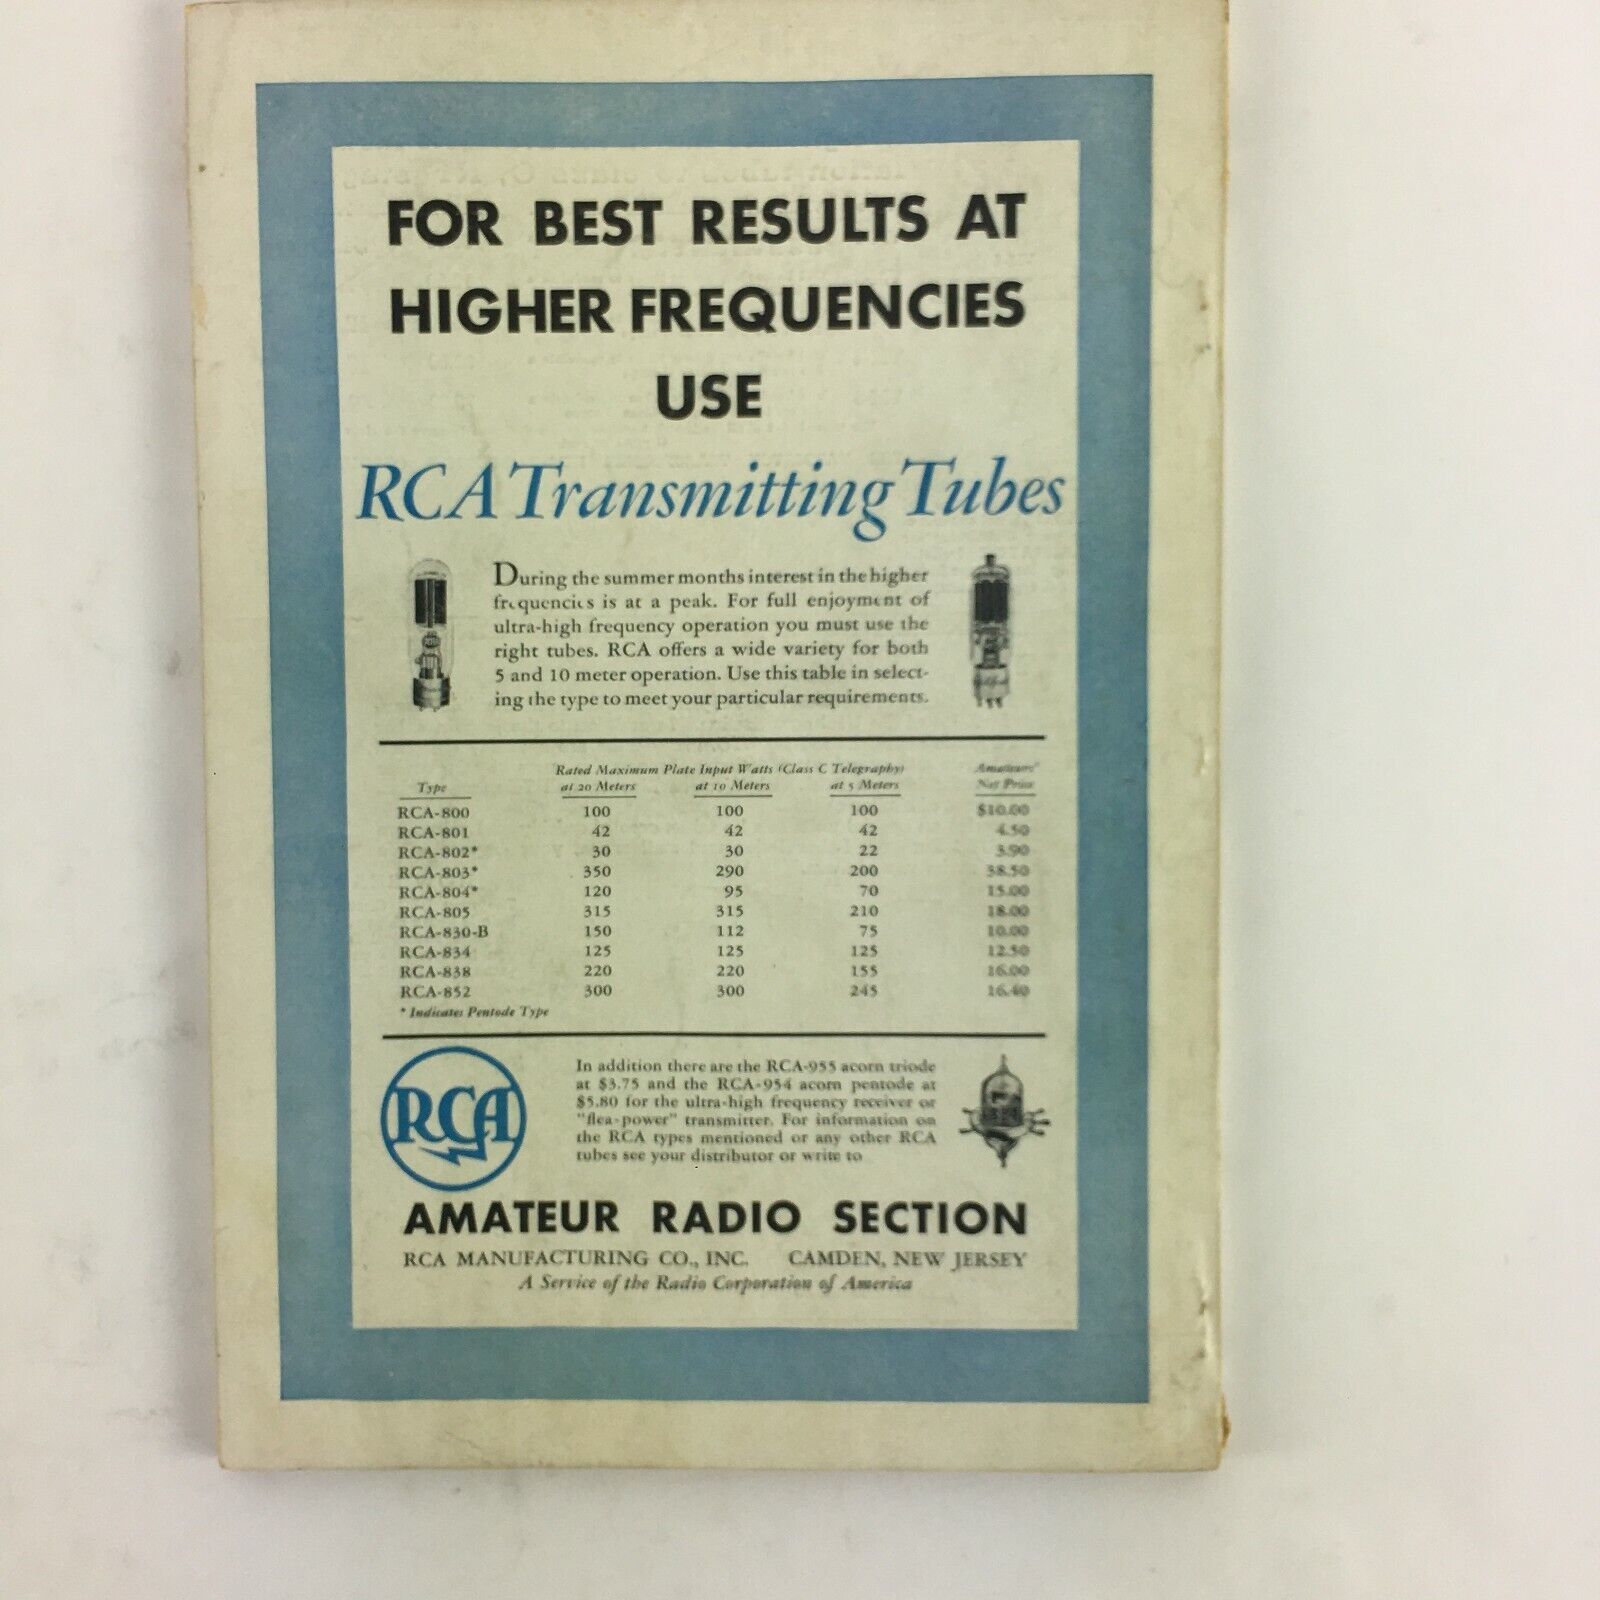 FOR BEST RESULTS AT
HIGHER FREQUENCIES
USE
RCA Transmitting Tubes
During the summer months interest in the higher
frequencies is at a peak. For full enjoyment of
ultra-high frequency operation you must use the
right tubes. RCA offers a wide variety for both
5 and 10 meter operation. Use this table in select-
ing the type to meet your particular requirements.
Rated Maximum Plate Input Watts (Class C Telegraphy) Amateurs'
Type at 20 Meters at 10 Meters at 5 Meters Net Price
RCA-800 100 100 100 $10.00
RCA-801 42 42 42 4.50
RCA-802* 30 30 22 3.90
RCA-803* 350 290 200 38.50
RCA-804* 120 95 70 15.00
RCA-805 315 315 210 18.00
RCA-830-B 150 112 75 10.00
RCA-834 125 125 125 12.50
RCA-838 220 220 155 16.00
RCA-852 300 300 245 16.40
* Indicates Pentode Type
RCA
In addition there are the RCA-955 acorn triode
at $3.75 and the RCA-954 acorn pentode at
$5.80 for the ultra-high frequency receiver or
"flea-power" transmitter. For information on
the RCA types mentioned or any other RCA
tubes see your distributor or write to
AMATEUR RADIO SECTION
RCA MANUFACTURING CO., INC. CAMDEN, NEW JERSEY
A Service of the Radio Corporation of America